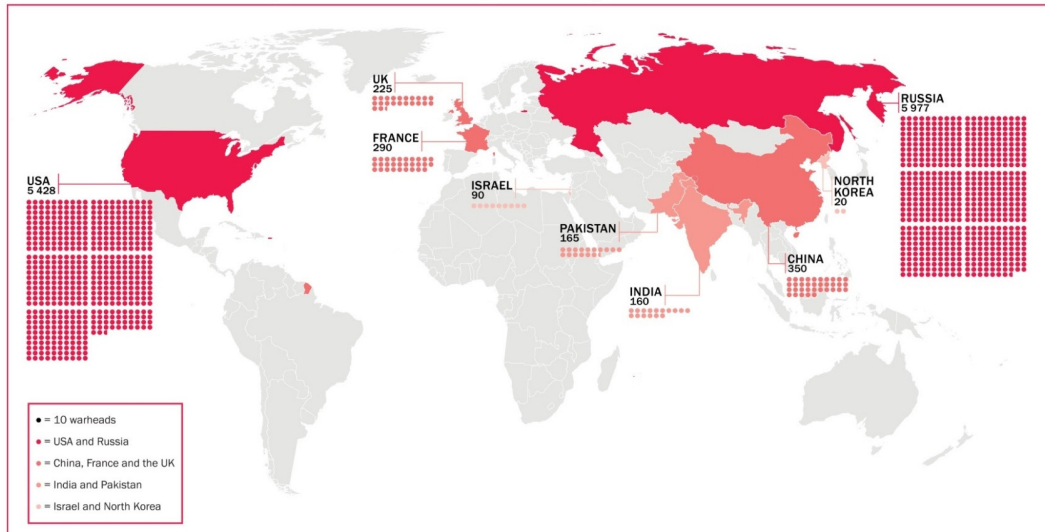 UK
225
FRANCE
290
USA
5 428
ISRAEL
90
PAKISTAN
165
INDIA
160
RUSSIA
5 977
NORTH
KOREA
20
CHINA
350
= 10 warheads
= USA and Russia
= China, France and the UK
= India and Pakistan
= Israel and North Korea